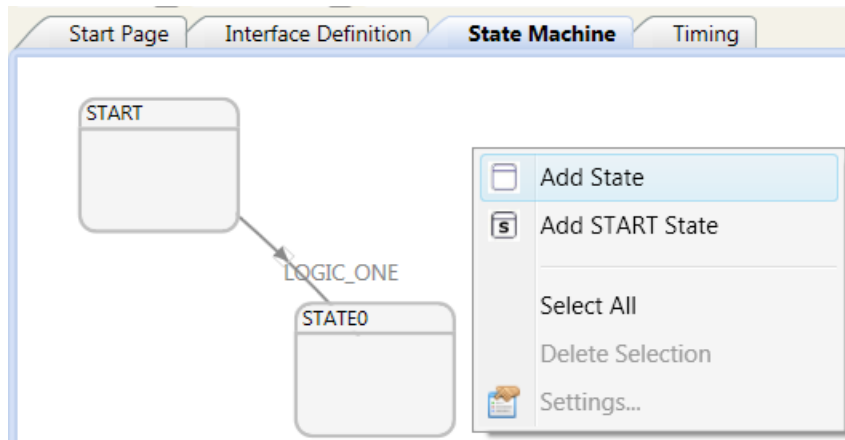 Start Page Interface Definition State Machine Timing
START
LOGIC_ONE
STATE0
Add State
S Add START State
Select All
Delete Selection
Settings...